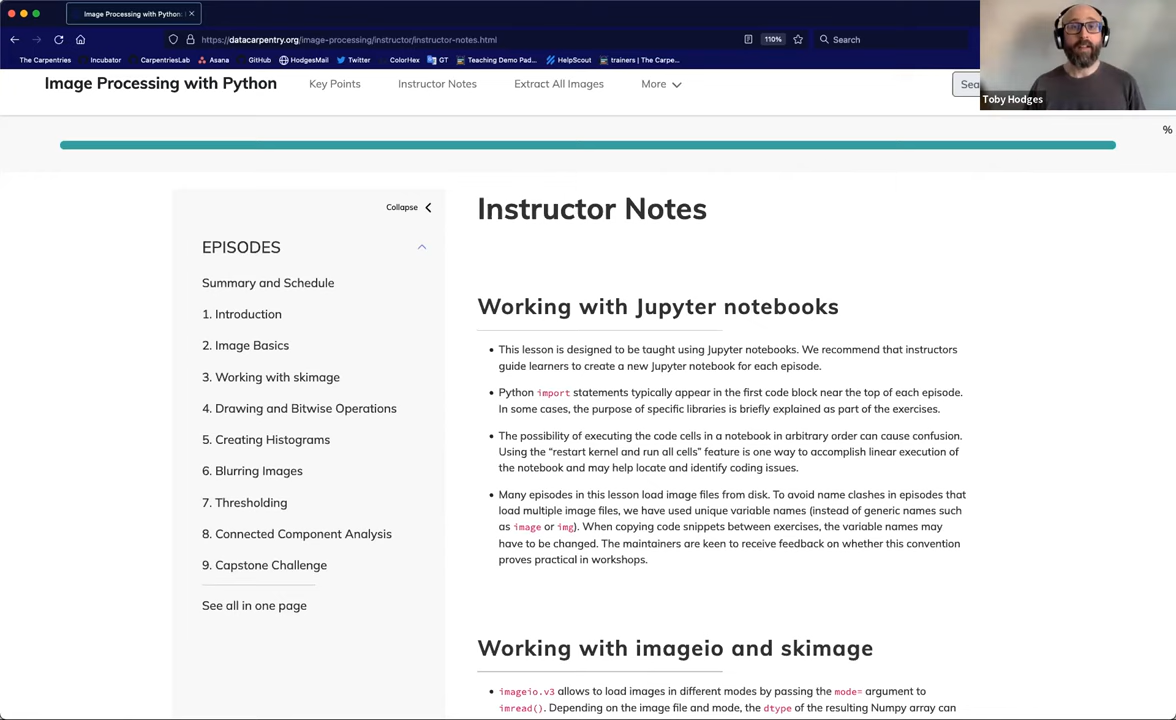 Image Processing with Python:
https://datacarpentry.org/image-processing/instructor/instructor-notes.html
110%
Search
The Carpentries
Incubator
CarpentriesLab
Asana
GitHub
HodgesMail
Twitter
ColorHex
GT
Teaching Demo Pad...
HelpScout
trainers | The Carpe...
Image Processing with Python
Key Points
Instructor Notes
Extract All Images
More
Sea
Toby Hodges
%
Collapse
EPISODES
Summary and Schedule
1. Introduction
2. Image Basics
3. Working with skimage
4. Drawing and Bitwise Operations
5. Creating Histograms
6. Blurring Images
7. Thresholding
8. Connected Component Analysis
9. Capstone Challenge
See all in one page
Instructor Notes
Working with Jupyter notebooks
• This lesson is designed to be taught using Jupyter notebooks. We recommend that instructors
guide learners to create a new Jupyter notebook for each episode.
• Python import statements typically appear in the first code block near the top of each episode.
In some cases, the purpose of specific libraries is briefly explained as part of the exercises.
• The possibility of executing the code cells in a notebook in arbitrary order can cause confusion.
Using the “restart kernel and run all cells” feature is one way to accomplish linear execution of
the notebook and may help locate and identify coding issues.
• Many episodes in this lesson load image files from disk. To avoid name clashes in episodes that
load multiple image files, we have used unique variable names (instead of generic names such
as image or img). When copying code snippets between exercises, the variable names may
have to be changed. The maintainers are keen to receive feedback on whether this convention
proves practical in workshops.
Working with imageio and skimage
• imageio.v3 allows to load images in different modes by passing the mode= argument to
imread(). Depending on the image file and mode, the dtype of the resulting Numpy array can